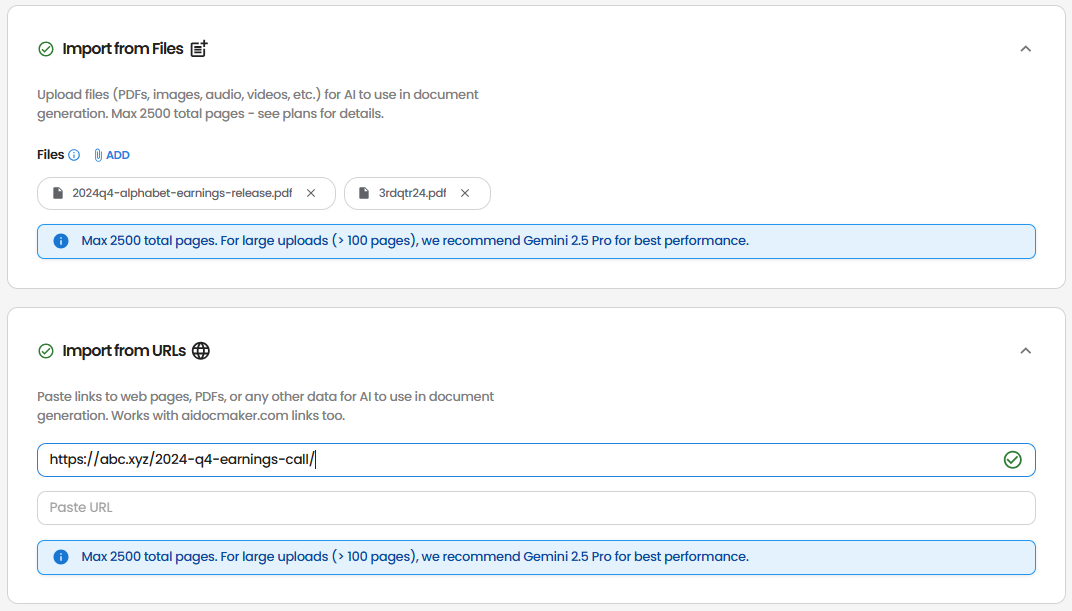 Import from Files
Upload files (PDFs, images, audio, videos, etc.) for AI to use in document
generation. Max 2500 total pages - see plans for details.
Files ADD
2024q4-alphabet-earnings-release.pdf 3rdqtr24.pdf
Max 2500 total pages. For large uploads (> 100 pages), we recommend Gemini 2.5 Pro for best performance.
Import from URLs
Paste links to web pages, PDFs, or any other data for AI to use in document
generation. Works with aidocmaker.com links too.
https://abc.xyz/2024-q4-earnings-call/
Paste URL
Max 2500 total pages. For large uploads (> 100 pages), we recommend Gemini 2.5 Pro for best performance.